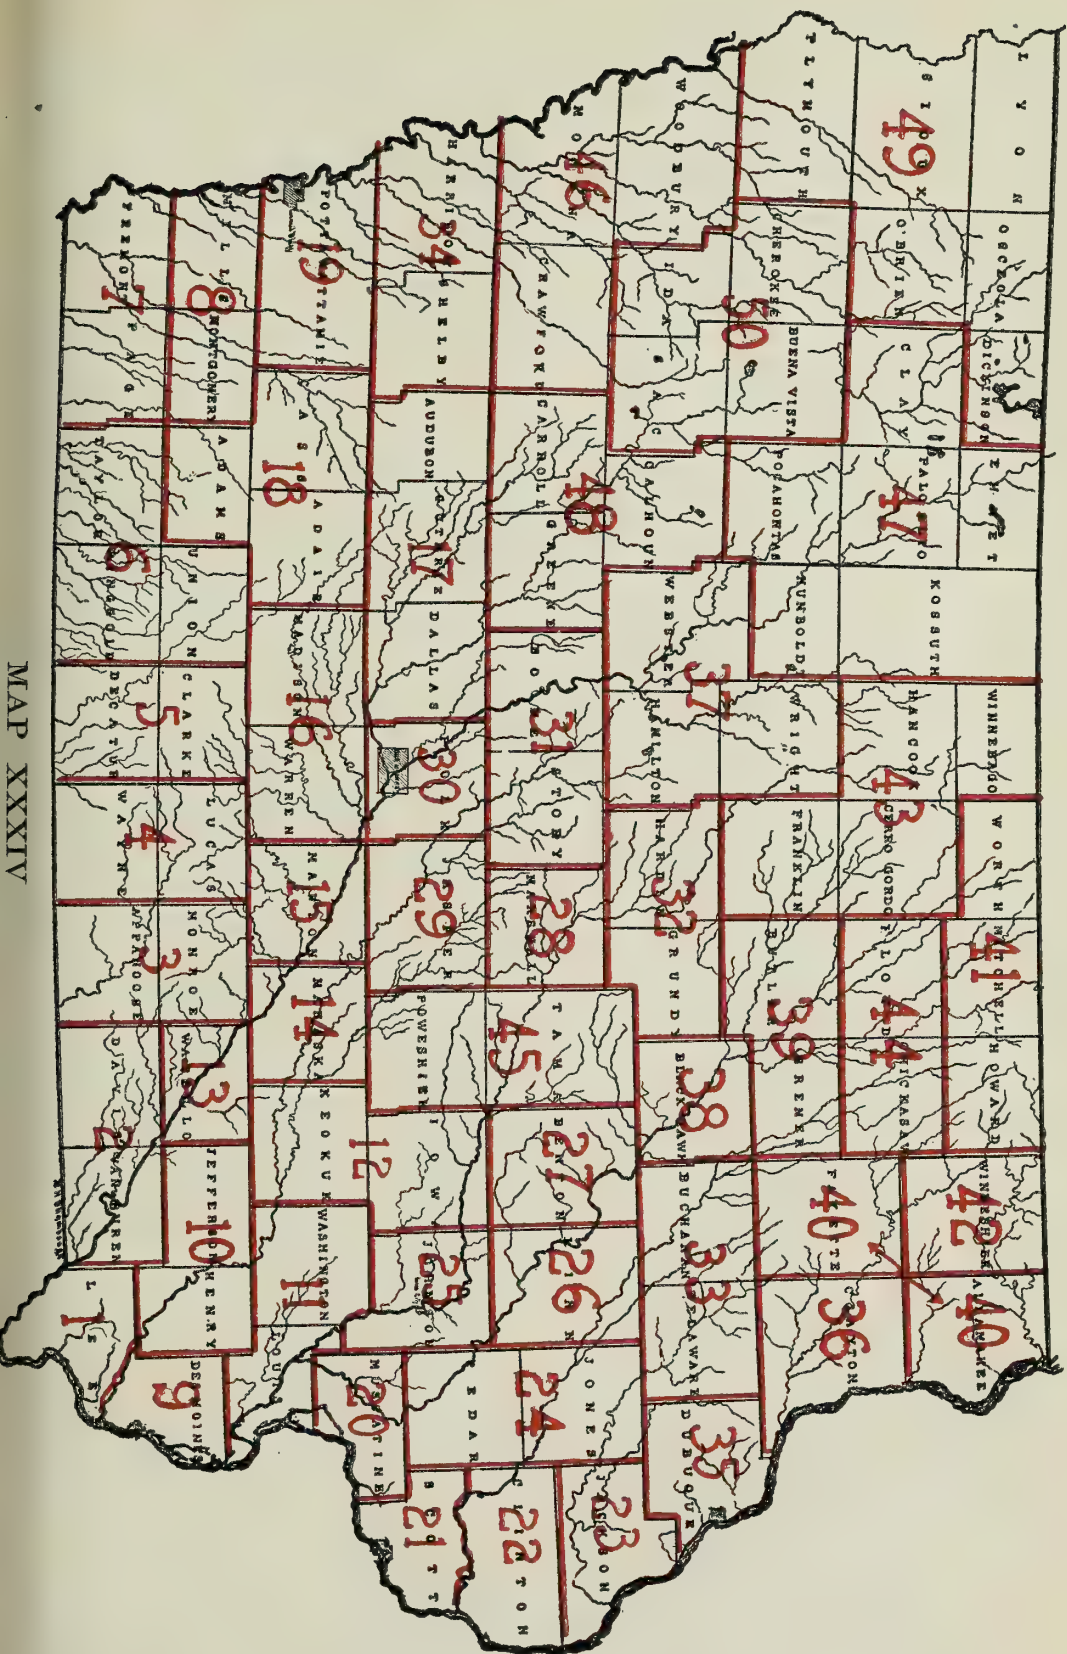 LYON
OSCEOLA
DICKINSON
EMMET
WINNEBAGO
WORTH
MITCHELL
HOWARD
WINNESHIEK
ALLAMAKEE
41
42
40
SIOUX
49
O'BRIEN
CLAY
PALO ALTO
47
KOSSUTH
HANCOCK
43
CERRO GORDO
FLOYD
44
CHICKASAW
PLYMOUTH
CHEROKEE
50
BUENA VISTA
POCAHONTAS
HUMBOLDT
WRIGHT
FRANKLIN
BUTLER
39
BREMER
FAYETTE
40
CLAYTON
36
WOODBURY
IDA
SAC
CALHOUN
WEBSTER
37
HAMILTON
HARDIN
32
GRUNDY
BLACKHAWK
38
BUCHANAN
33
DELAWARE
DUBUQUE
35
MONONA
46
CRAWFORD
CARROLL
48
GREENE
BOONE
31
STORY
MARSHALL
28
TAMA
45
BENTON
27
LINN
26
JONES
24
JACKSON
23
HARRISON
34
SHELBY
AUDUBON
GUTHRIE
17
DALLAS
POLK
30
JASPER
29
POWESHIEK
IOWA
JOHNSON
25
CEDAR
CLINTON
22
SCOTT
21
POTTAWATTAMIE
19
CASS
18
ADAIR
MADISON
16
WARREN
MARION
15
MAHASKA
14
KEOKUK
12
WASHINGTON
11
LOUISA
MUSCATINE
20
MILLS
8
MONTGOMERY
ADAMS
UNION
CLARKE
LUCAS
MONROE
WAPELLO
13
JEFFERSON
10
HENRY
DES MOINES
9
FREMONT
7
PAGE
TAYLOR
6
RINGGOLD
DECATUR
5
WAYNE
4
APPANOOSE
3
DAVIS
2
VAN BUREN
LEE
1
MAP XXXIV